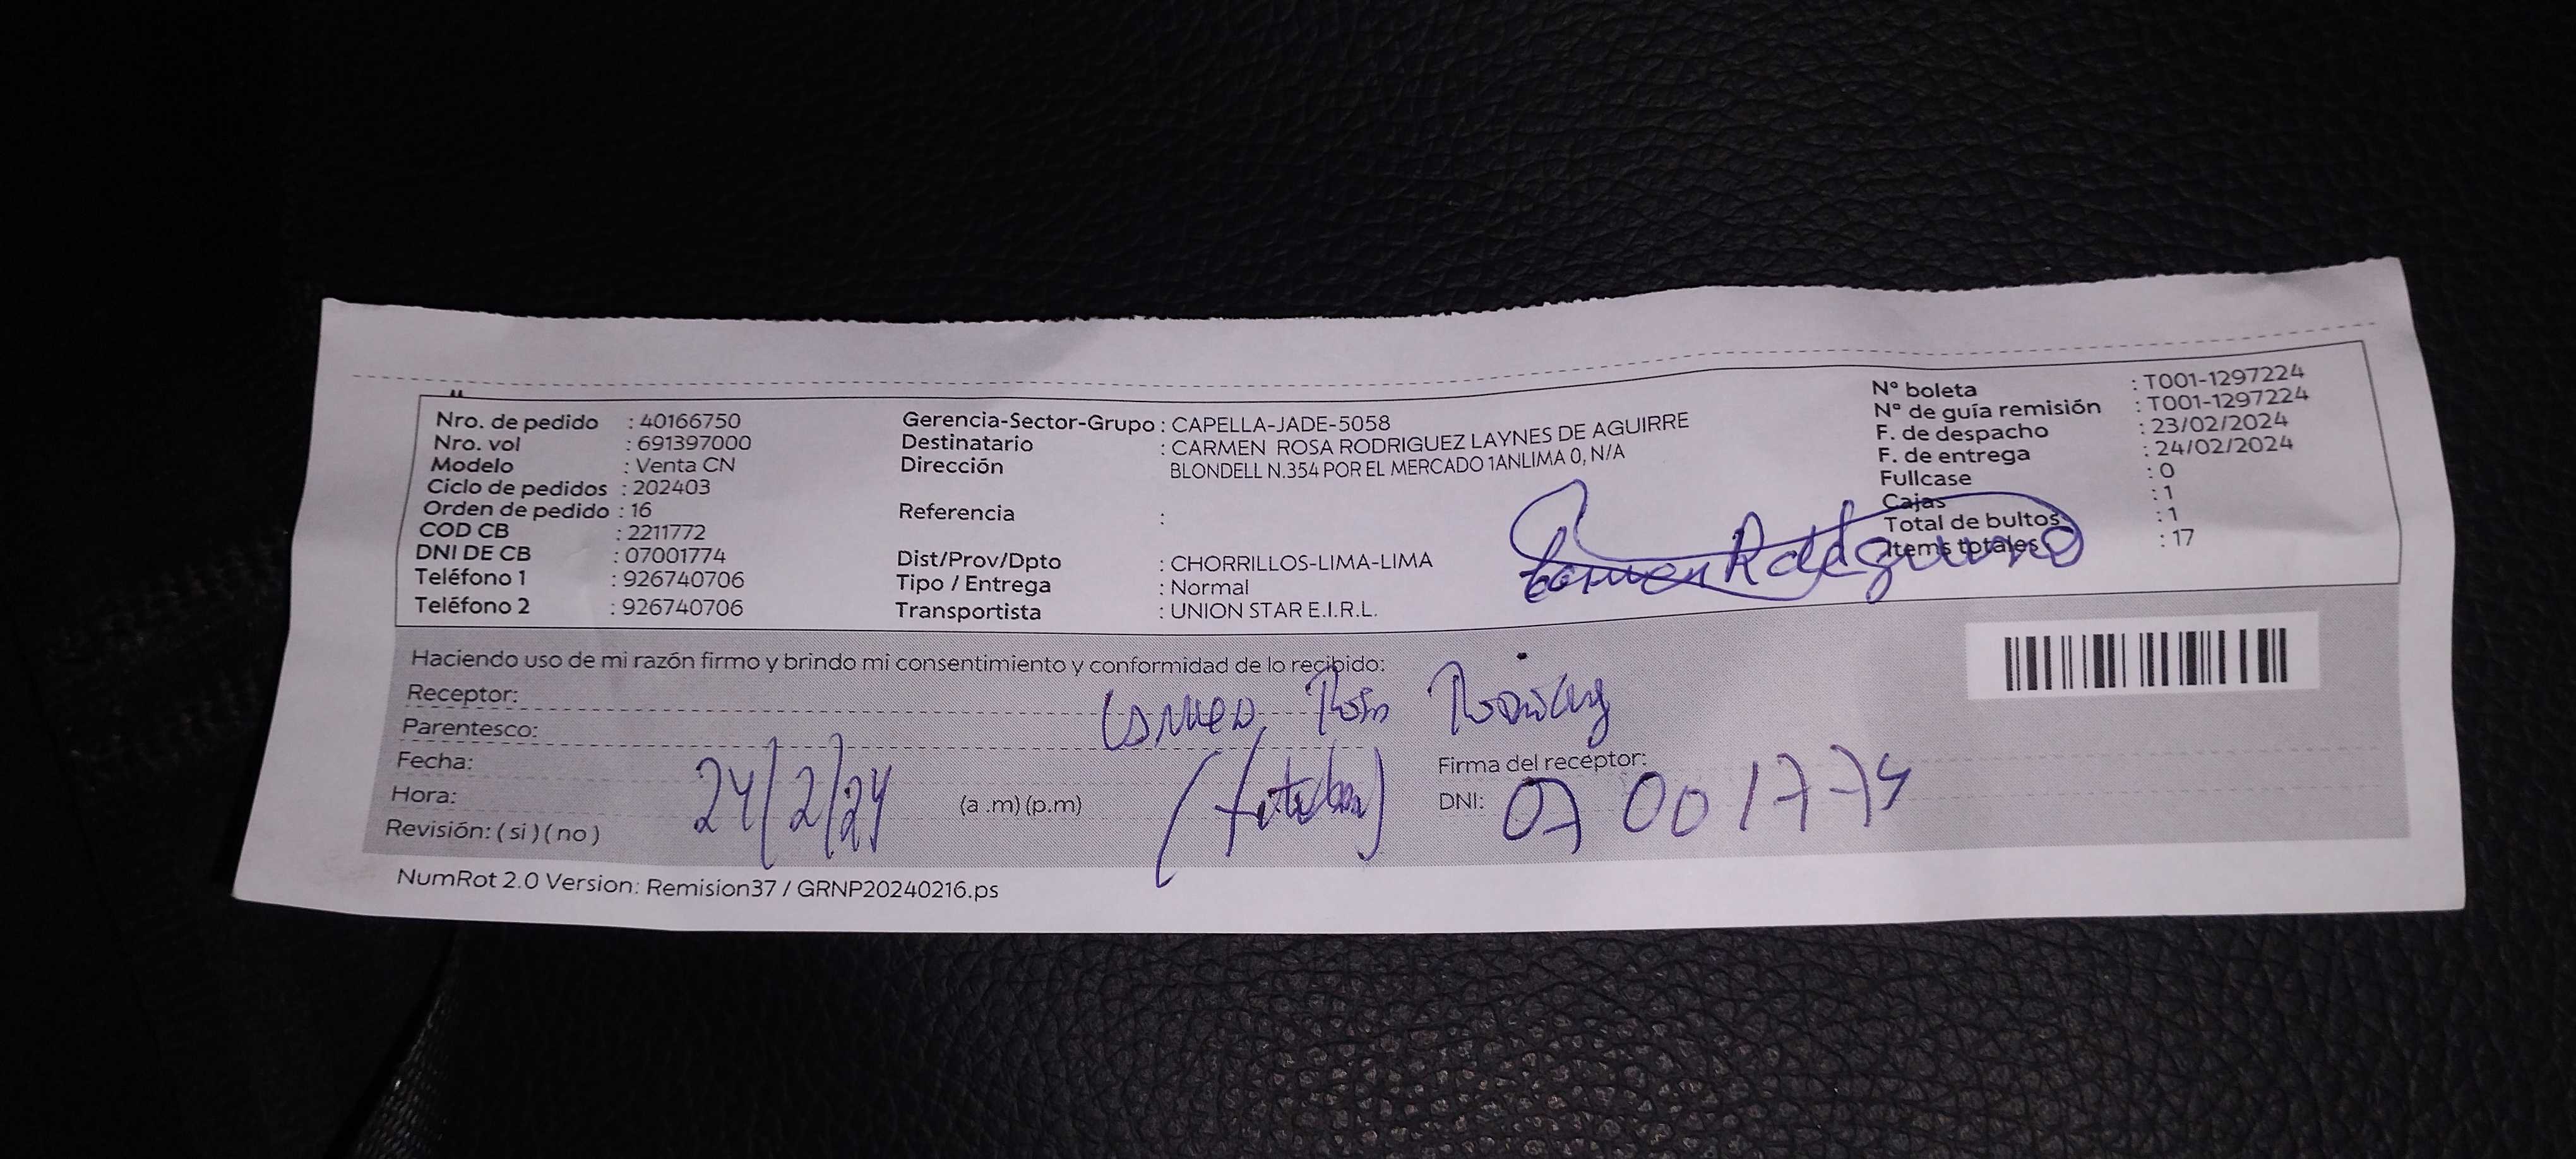 Nro. de pedido : 40166750
Nro. vol : 691397000
Modelo : Venta CN
Ciclo de pedidos : 202403
Orden de pedido : 16
COD CB : 2211772
DNI DE CB : 07001774
Teléfono 1 : 926740706
Teléfono 2 : 926740706
Gerencia-Sector-Grupo : CAPELLA-JADE-5058
Destinatario : CARMEN ROSA RODRIGUEZ LAYNES DE AGUIRRE
Dirección BLONDELL N.354 POR EL MERCADO 1ANLIMA 0, N/A
Referencia :
Dist/Prov/Dpto : CHORRILLOS-LIMA-LIMA
Tipo / Entrega : Normal
Transportista : UNION STAR E.I.R.L.
N° boleta : T001-1297224
N° de guía remisión : T001-1297224
F. de despacho : 23/02/2024
F. de entrega : 24/02/2024
Fullcase : 0
Cajas : 1
Total de bultos : 1
Items totales : 17
Haciendo uso de mi razón firmo y brindo mi consentimiento y conformidad de lo recibido:
Receptor: Carmen Rosa
Parentesco:
Fecha: 24/2/24
Hora: (a .m) (p.m)
Revisión: ( si ) ( no )
Firma del receptor:
DNI: 07001774
NumRot 2.0 Version: Remision37 / GRNP20240216.ps